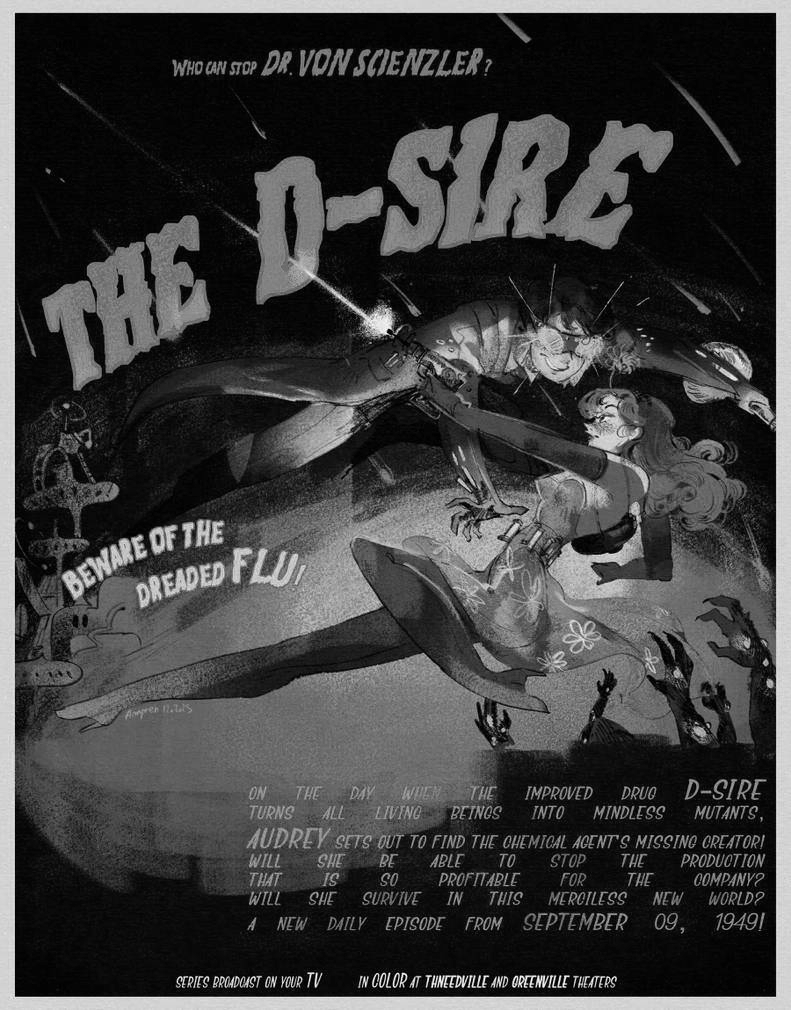 WHO CAN STOP DR. VON SCIENZLER?
THE D-SIRE
BEWARE OF THE
DREADED FLU!
ON THE DAY WHEN THE IMPROVED DRUG D-SIRE
TURNS ALL LIVING BEINGS INTO MINDLESS MUTANTS,
AUDREY SETS OUT TO FIND THE CHEMICAL AGENT'S MISSING CREATOR!
WILL SHE BE ABLE TO STOP THE PRODUCTION
THAT IS SO PROFITABLE FOR THE COMPANY?
WILL SHE SURVIVE IN THIS MERCILESS NEW WORLD?
A NEW DAILY EPISODE FROM SEPTEMBER 09, 1949!
SERIES BROADCAST ON YOUR TV IN COLOR AT THNEEDVILLE AND GREENVILLE THEATERS